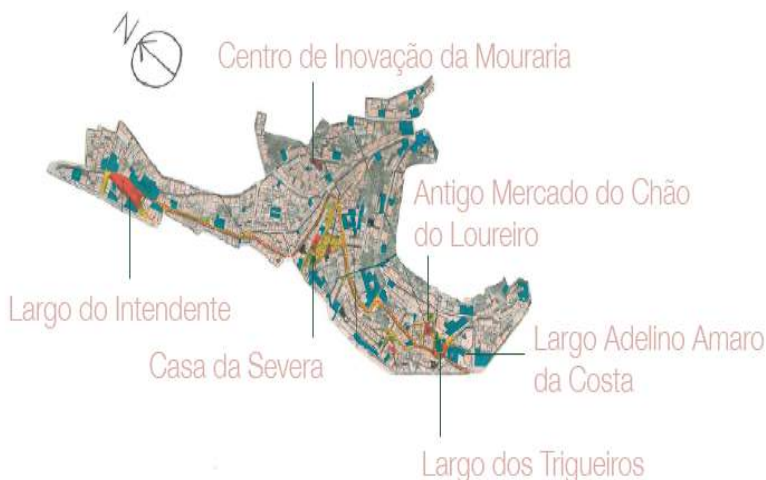 N
Centro de Inovação da Mouraria
Antigo Mercado do Chão
do Loureiro
Largo do Intendente
Casa da Severa
Largo Adelino Amaro
da Costa
Largo dos Trigueiros